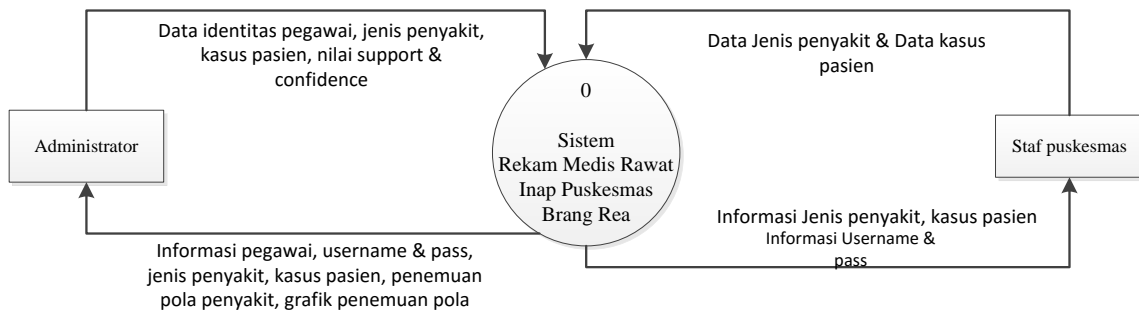 Data identitas pegawai, jenis penyakit,
kasus pasien, nilai support &
confidence
Data Jenis penyakit & Data kasus
pasien
0
Sistem
Rekam Medis Rawat
Inap Puskesmas
Brang Rea
Administrator
Staf puskesmas
Informasi pegawai, username & pass,
jenis penyakit, kasus pasien, penemuan
pola penyakit, grafik penemuan pola
Informasi Jenis penyakit, kasus pasien
Informasi Username &
pass